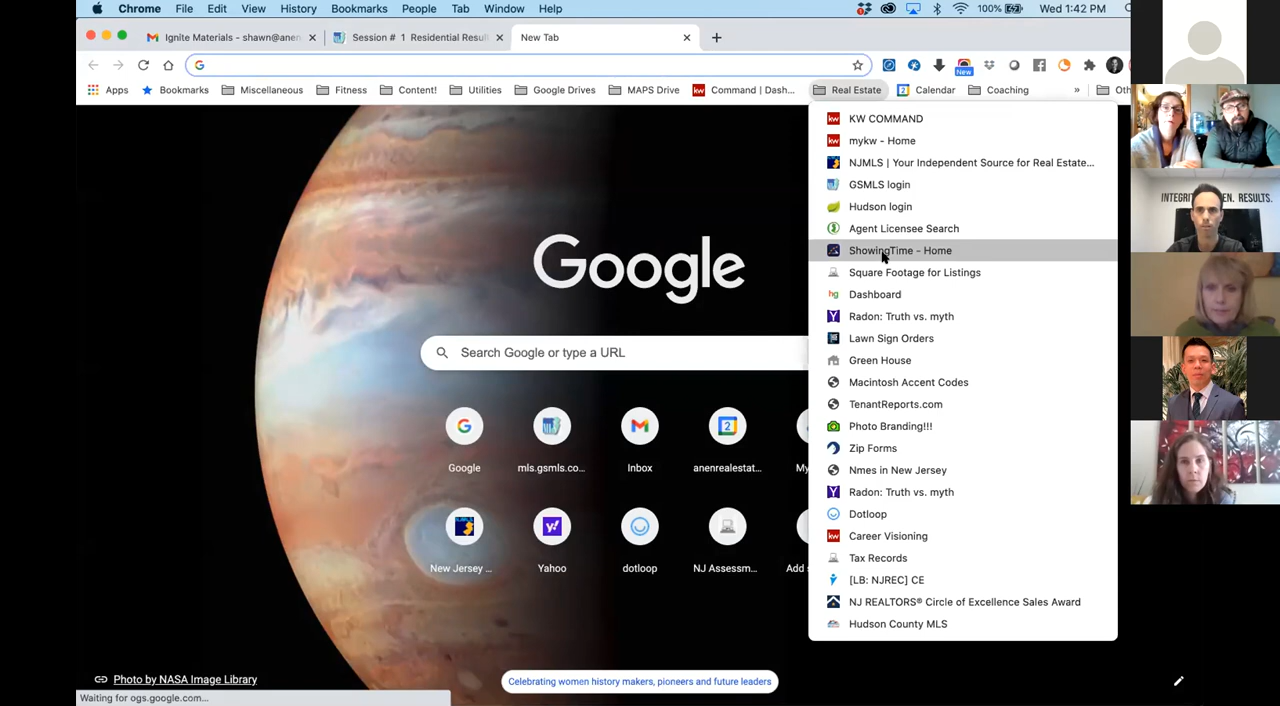 Chrome File Edit View History Bookmarks People Tab Window Help 100% Wed 1:42 PM
Ignite Materials - shawn@anen Session # 1 Residential Resul New Tab
New
Apps Bookmarks Miscellaneous Fitness Content! Utilities Google Drives MAPS Drive Command | Dash... Real Estate Calendar Coaching » Oth
KW COMMAND
mykw - Home
NJMLS | Your Independent Source for Real Estate...
GSMLS login
Hudson login
Agent Licensee Search
ShowingTime - Home
Square Footage for Listings
Dashboard
Radon: Truth vs. myth
Lawn Sign Orders
Green House
Macintosh Accent Codes
TenantReports.com
Photo Branding!!!
Zip Forms
Nmes in New Jersey
Radon: Truth vs. myth
Dotloop
Career Visioning
Tax Records
[LB: NJREC] CE
NJ REALTORS® Circle of Excellence Sales Award
Hudson County MLS
Google
Search Google or type a URL
Google mls.gsmls.co... Inbox anenrealestat... My
New Jersey ... Yahoo dotloop NJ Assessm... Add s
Photo by NASA Image Library
Celebrating women history makers, pioneers and future leaders
Waiting for ogs.google.com...
RESULTS.